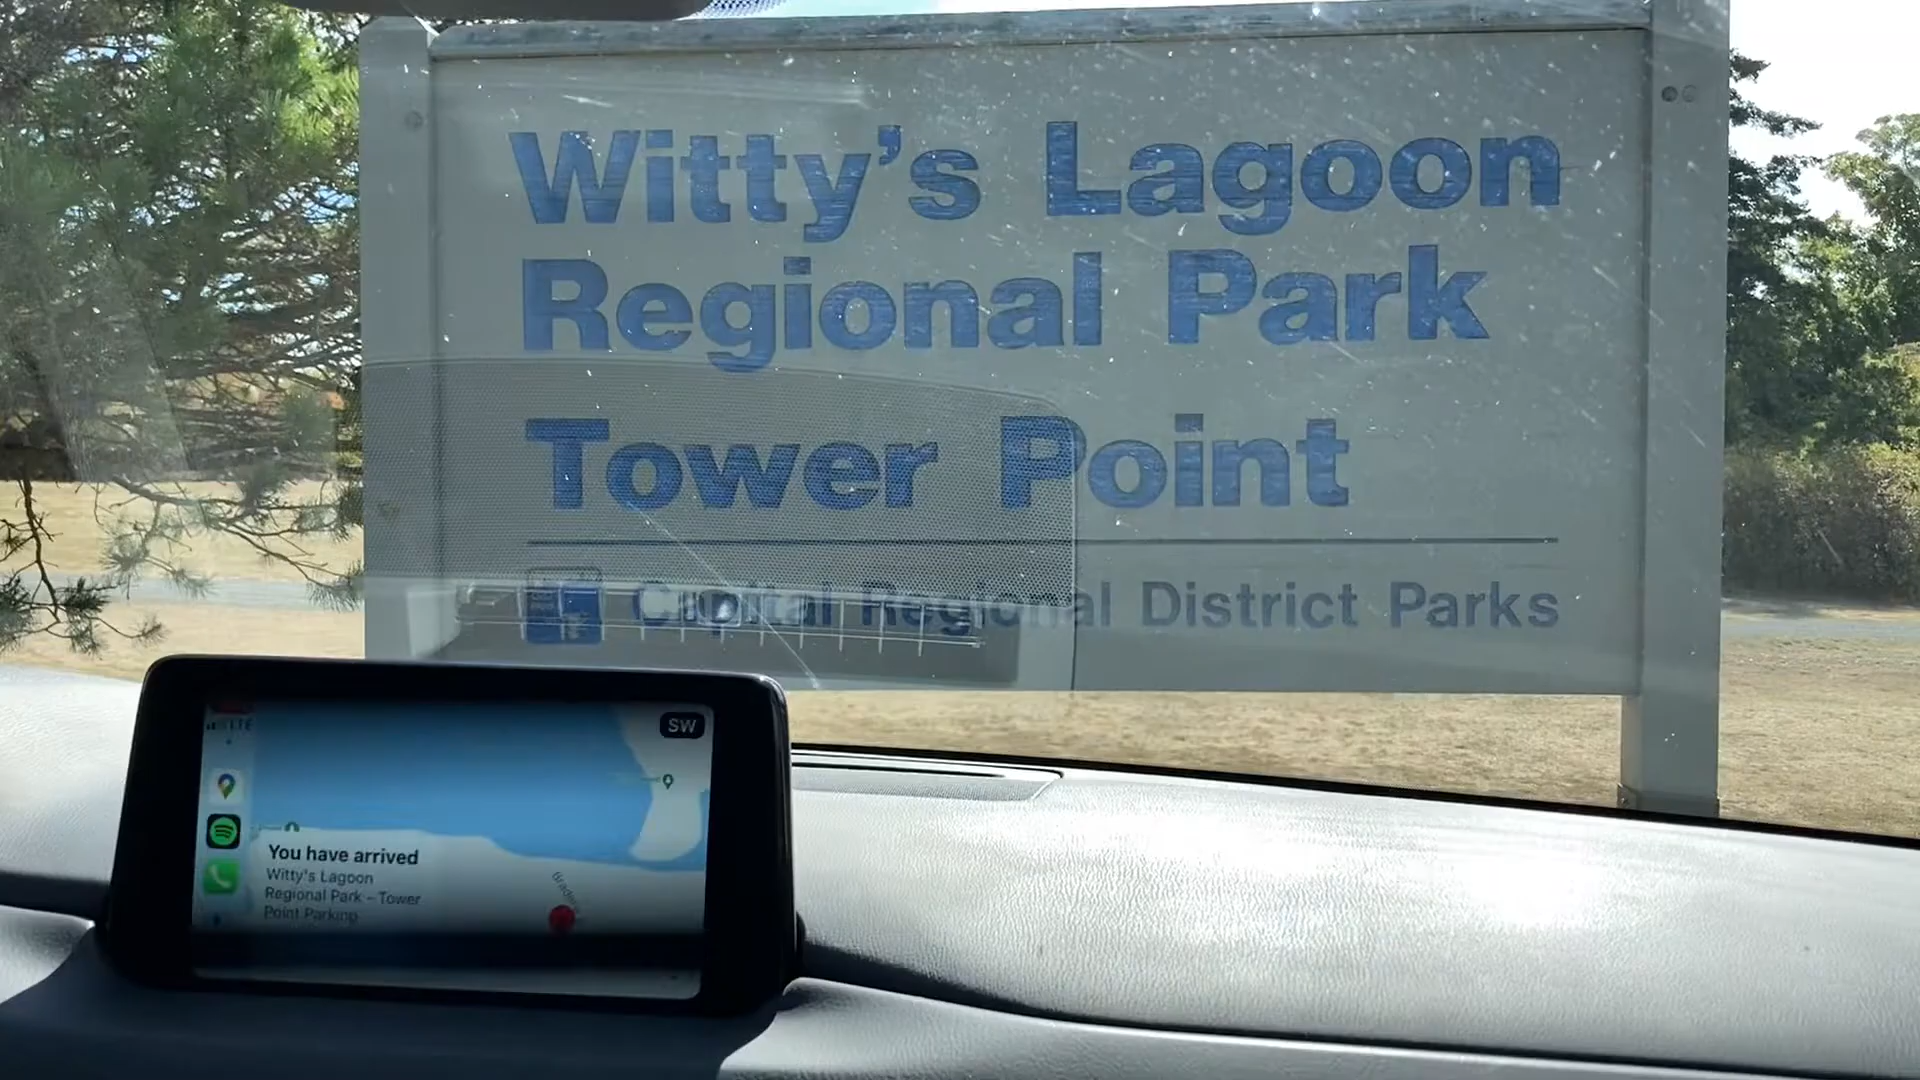 Witty's Lagoon
Regional Park
Tower Point
Capital Regional District Parks
LTE
SW
You have arrived
Witty's Lagoon
Regional Park – Tower
Point Parking